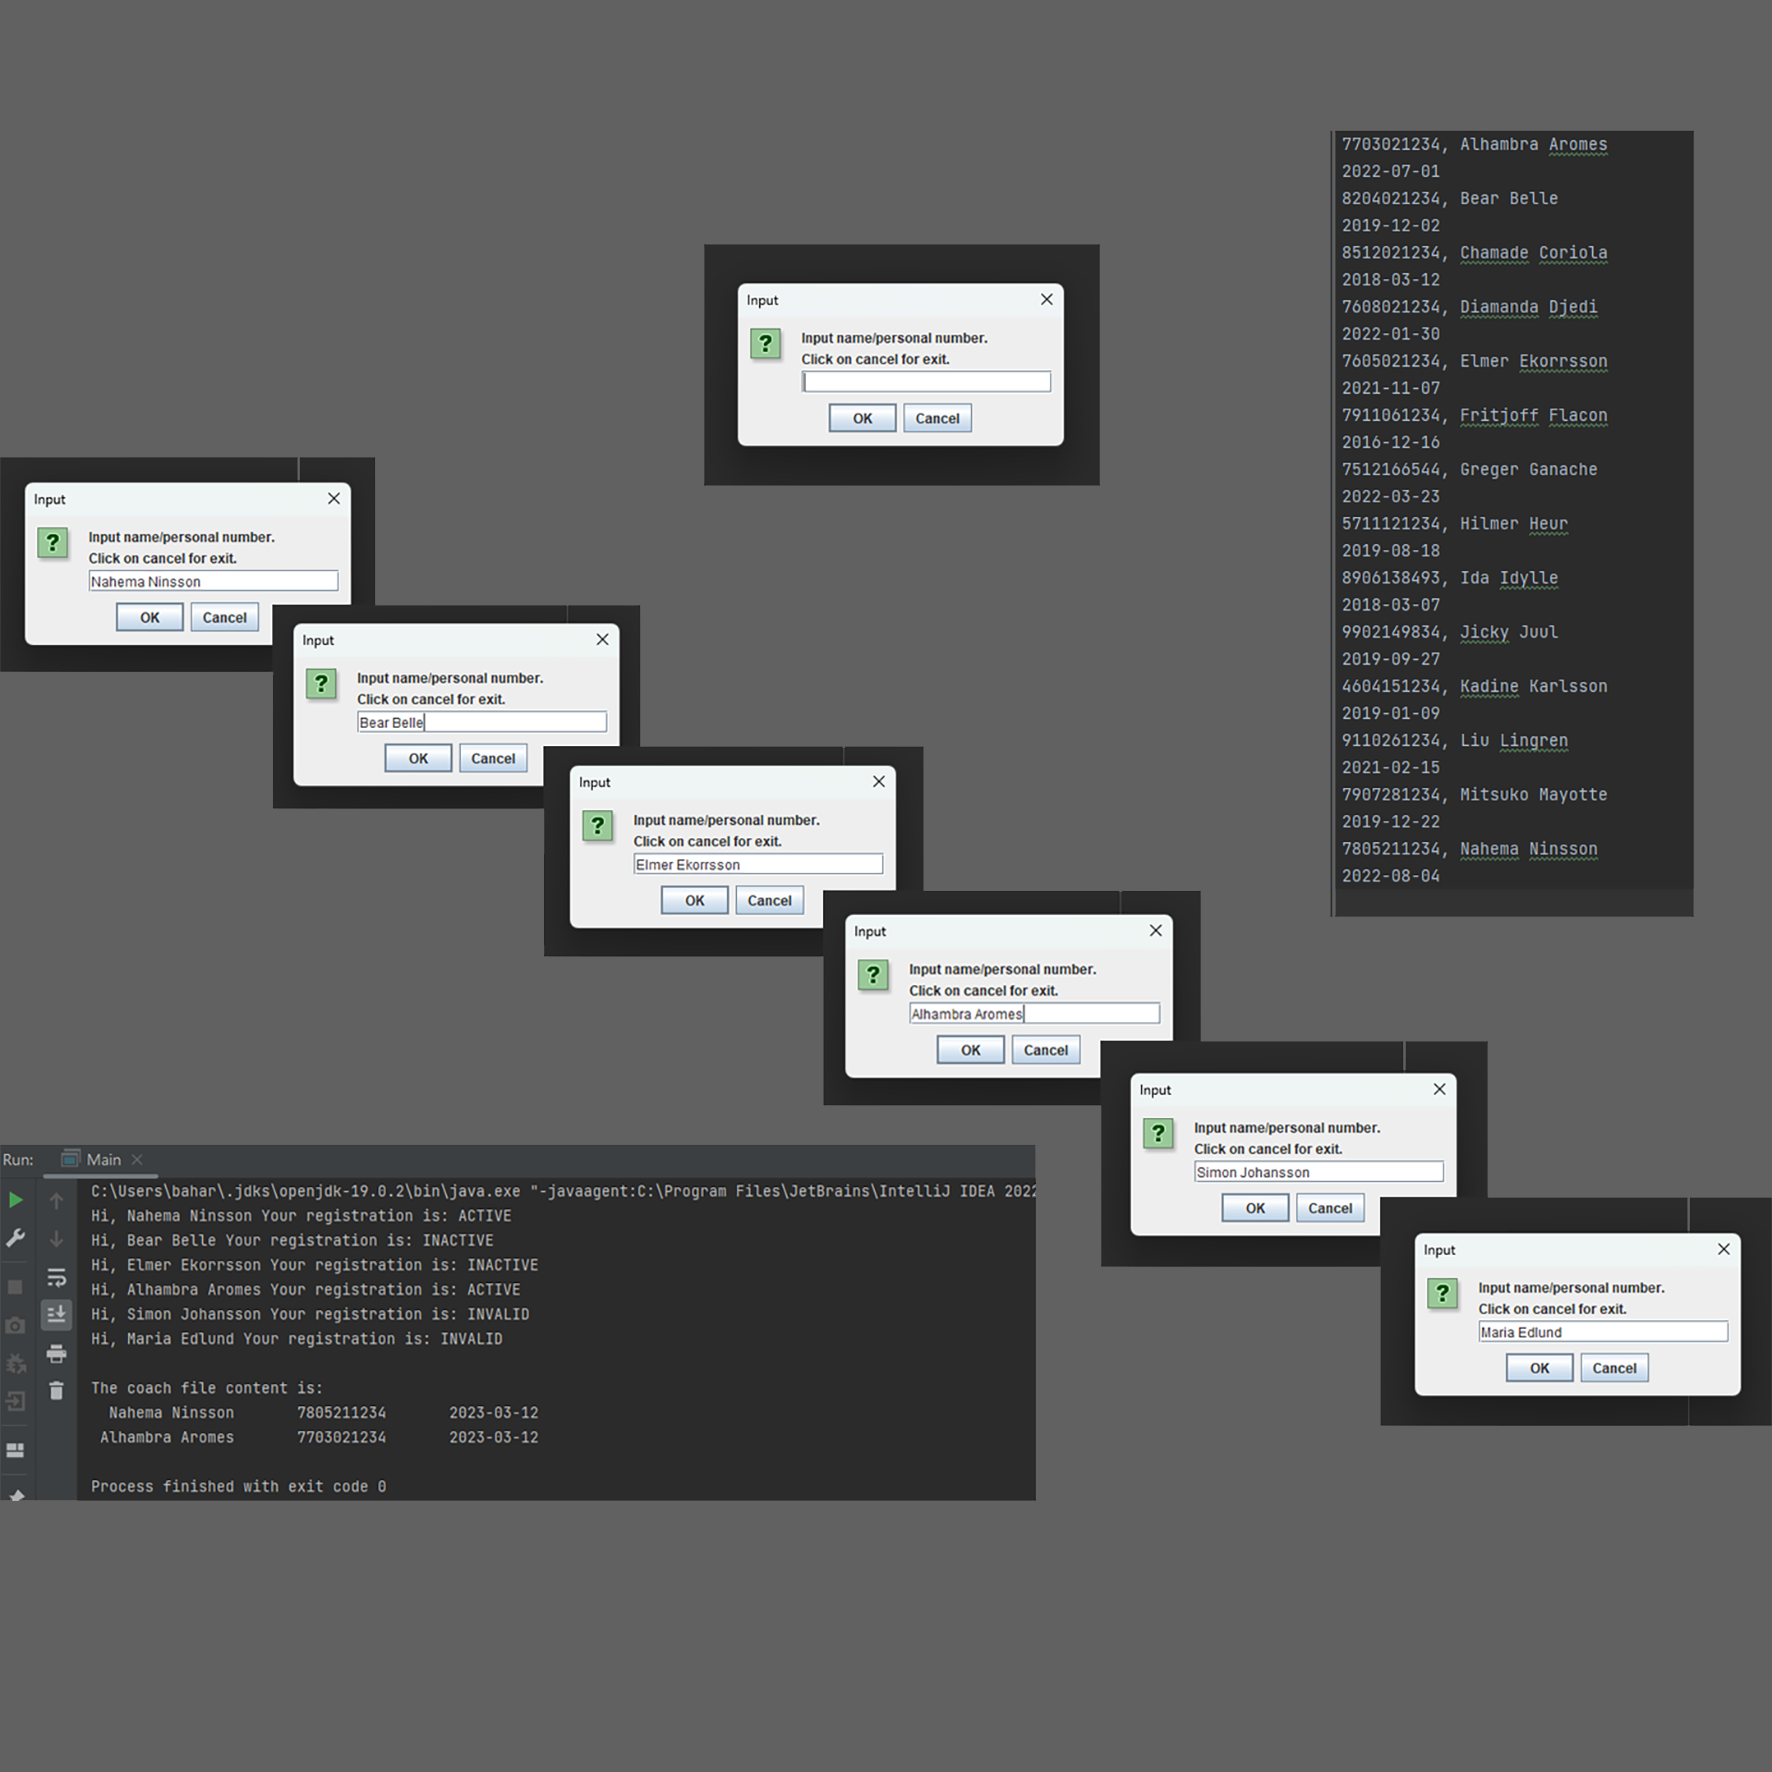 7703021234, Alhambra Aromes
2022-07-01
8204021234, Bear Belle
2019-12-02
8512021234, Chamade Coriola
2018-03-12
7608021234, Diamanda Djedi
2022-01-30
7605021234, Elmer Ekorrsson
2021-11-07
7911061234, Fritjoff Flacon
2016-12-16
7512166544, Greger Ganache
2022-03-23
5711121234, Hilmer Heur
2019-08-18
8906138493, Ida Idylle
2018-03-07
9902149834, Jicky Juul
2019-09-27
4604151234, Kadine Karlsson
2019-01-09
9110261234, Liu Lingren
2021-02-15
7907281234, Mitsuko Mayotte
2019-12-22
7805211234, Nahema Ninsson
2022-08-04
Input
Input name/personal number.
Click on cancel for exit.
OK Cancel
Input
Input name/personal number.
Click on cancel for exit.
Nahema Ninsson
OK Cancel
Input
Input name/personal number.
Click on cancel for exit.
Bear Belle
OK Cancel
Input
Input name/personal number.
Click on cancel for exit.
Elmer Ekorrsson
OK Cancel
Input
Input name/personal number.
Click on cancel for exit.
Alhambra Aromes
OK Cancel
Input
Input name/personal number.
Click on cancel for exit.
Simon Johansson
OK Cancel
Input
Input name/personal number.
Click on cancel for exit.
Maria Edlund
OK Cancel
Run: Main
C:\Users\bahar\.jdks\openjdk-19.0.2\bin\java.exe "-javaagent:C:\Program Files\JetBrains\IntelliJ IDEA 2022
Hi, Nahema Ninsson Your registration is: ACTIVE
Hi, Bear Belle Your registration is: INACTIVE
Hi, Elmer Ekorrsson Your registration is: INACTIVE
Hi, Alhambra Aromes Your registration is: ACTIVE
Hi, Simon Johansson Your registration is: INVALID
Hi, Maria Edlund Your registration is: INVALID
The coach file content is:
Nahema Ninsson 7805211234 2023-03-12
Alhambra Aromes 7703021234 2023-03-12
Process finished with exit code 0